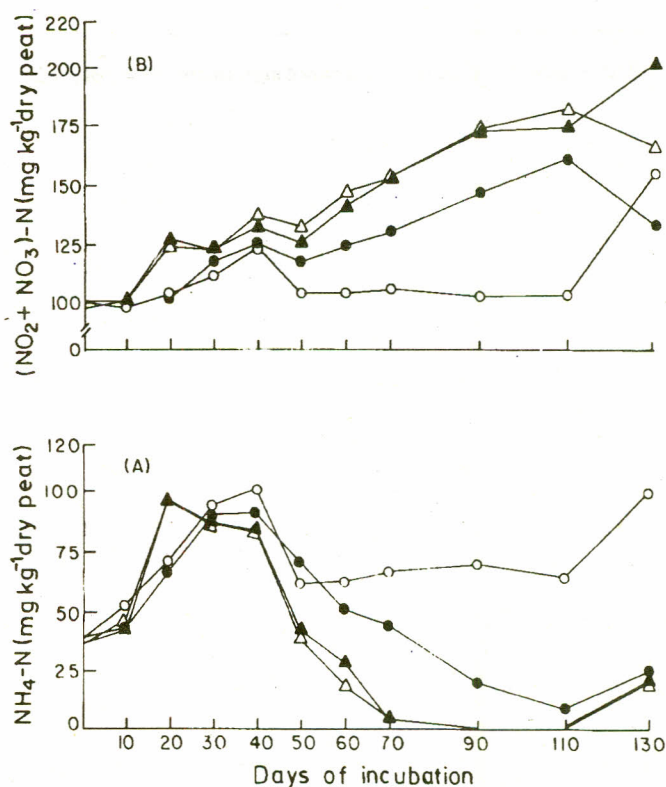 (NO2 + NO3)-N (mg kg-1 dry peat)
220
200
175
150
125
100
0
(B)
NH4-N (mg kg-1 dry peat)
120
100
75
50
25
0
(A)
10 20 30 40 50 60 70 90 110 130
Days of incubation